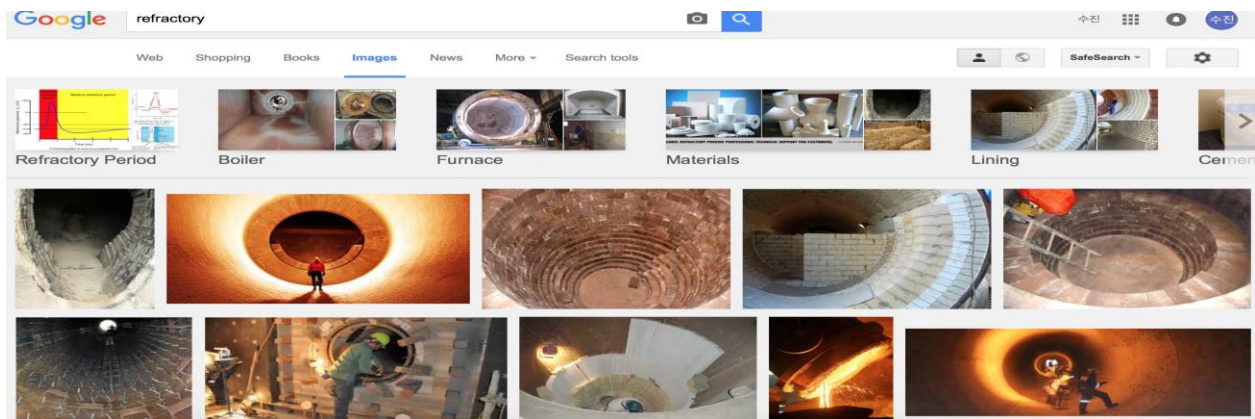 Google refractory 수진 수진
Web Shopping Books Images News More Search tools SafeSearch
Refractory Period Boiler Furnace Materials Lining